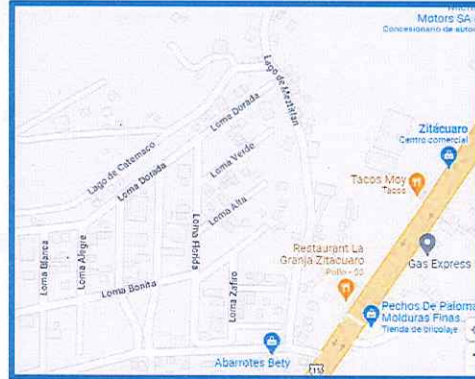 Motors SA
Concesionario de autos
Lago de Meztitlan
Loma Dorada
Zitácuaro
Centro comercial
Loma Verde
Lago de Catemaco
Loma Dorada
Tacos Moy
Tacos
Loma Alta
Loma Florida
Loma Blanca
Loma Alegre
Restaurant La
Granja Zitacuaro
Pollo · $$
Gas Express
Loma Bonita
Loma Zafiro
Pechos De Paloma
Molduras Finas
Tienda de bricolaje
Abarrotes Bety